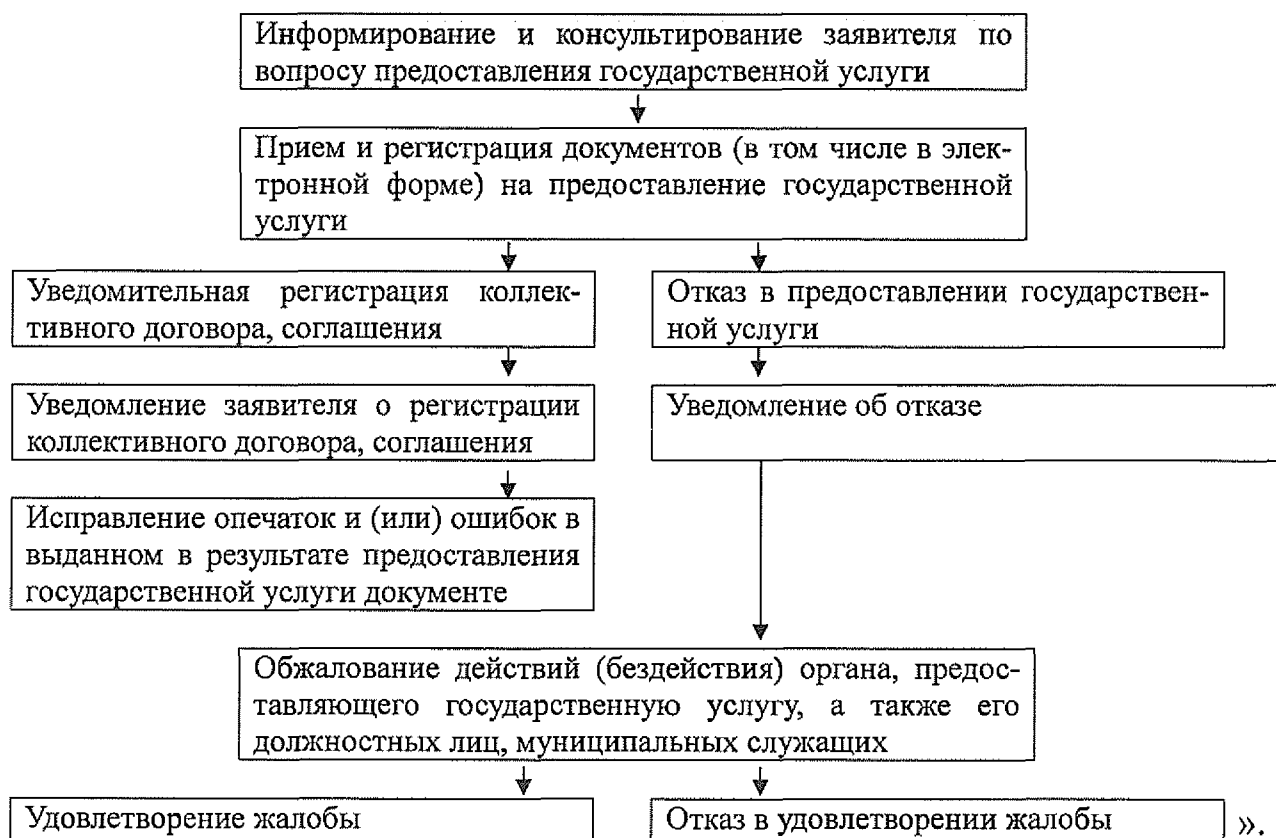 Информирование и консультирование заявителя по
вопросу предоставления государственной услуги
Прием и регистрация документов (в том числе в элек-
тронной форме) на предоставление государственной
услуги
Уведомительная регистрация коллек-
тивного договора, соглашения
Отказ в предоставлении государствен-
ной услуги
Уведомление заявителя о регистрации
коллективного договора, соглашения
Уведомление об отказе
Исправление опечаток и (или) ошибок в
выданном в результате предоставления
государственной услуги документе
Обжалование действий (бездействия) органа, предос-
тавляющего государственную услугу, а также его
должностных лиц, муниципальных служащих
Удовлетворение жалобы
Отказ в удовлетворении жалобы
».